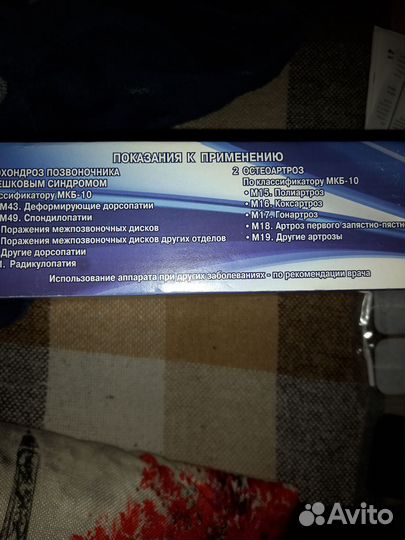 ПОКАЗАНИЯ К ПРИМЕНЕНИЮ
ОХОНДРОЗ ПОЗВОНОЧНИКА
ЕШКОВЫМ СИНДРОМОМ
ссификатору МКБ-10
М43. Деформирующие дорсопатии
М49. Спондилопатии
Поражения межпозвоночных дисков
Поражения межпозвоночных дисков других отделов
Другие дорсопатии
1. Радикулопатия
2 ОСТЕОАРТРОЗ
По классификатору МКБ-10
• М15. Полиартроз
• М16. Коксартроз
• М17. Гонартроз
• М18. Артроз первого запястно-пястн
• М19. Другие артрозы
Использование аппарата при других заболеваниях - по рекомендации врача
Avito